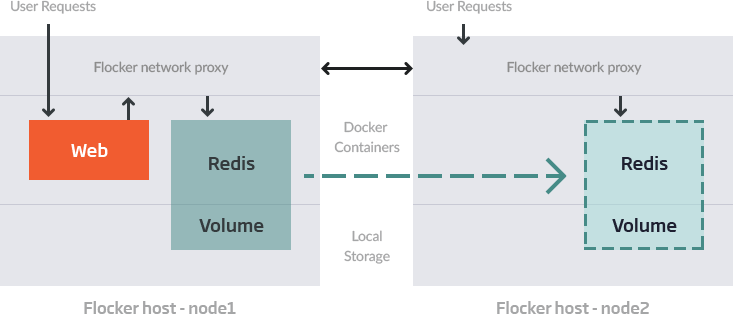 User Requests
User Requests
Flocker network proxy
Flocker network proxy
Web
Redis
Volume
Docker
Containers
Local
Storage
Redis
Volume
Flocker host - node1
Flocker host - node2